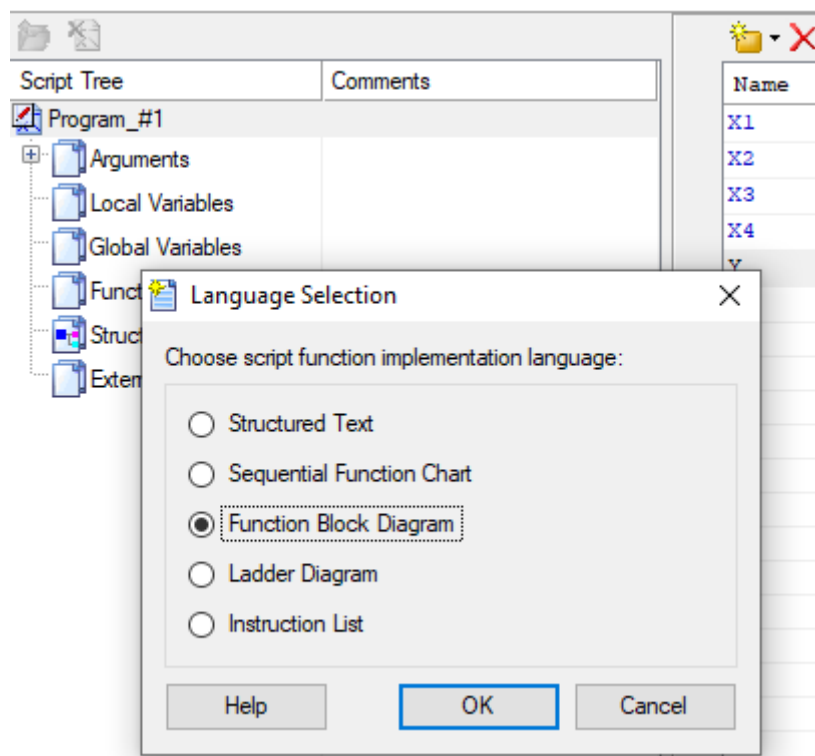 Script Tree Comments Name
Program_#1 X1
Arguments X2
Local Variables X3
Global Variables X4
Funct Y
Language Selection
Struct
Choose script function implementation language:
Extern
Structured Text
Sequential Function Chart
Function Block Diagram
Ladder Diagram
Instruction List
Help OK Cancel